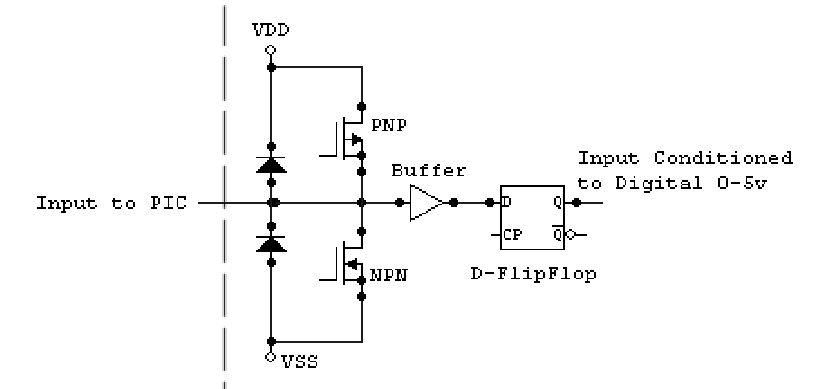 VDD
PNP
Buffer
Input Conditioned
to Digital 0-5v
Input to PIC
D
Q
CP
Q
NPN
D-FlipFlop
VSS